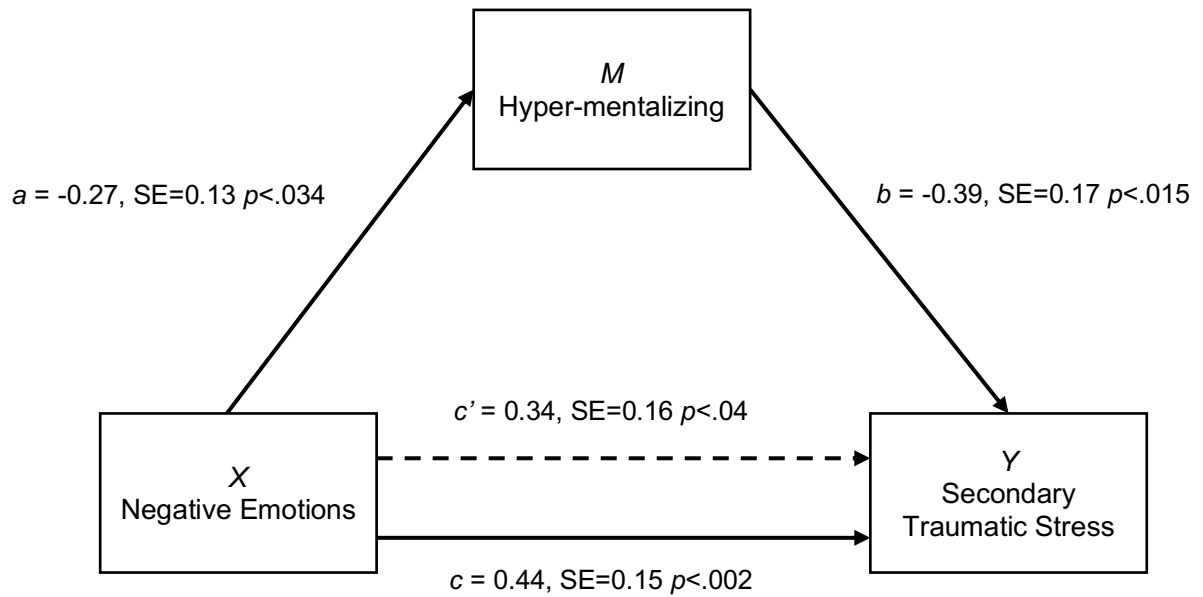 M
Hyper-mentalizing
a = -0.27, SE=0.13 p<.034
b = -0.39, SE=0.17 p<.015
c’ = 0.34, SE=0.16 p<.04
X
Negative Emotions
Y
Secondary
Traumatic Stress
c = 0.44, SE=0.15 p<.002